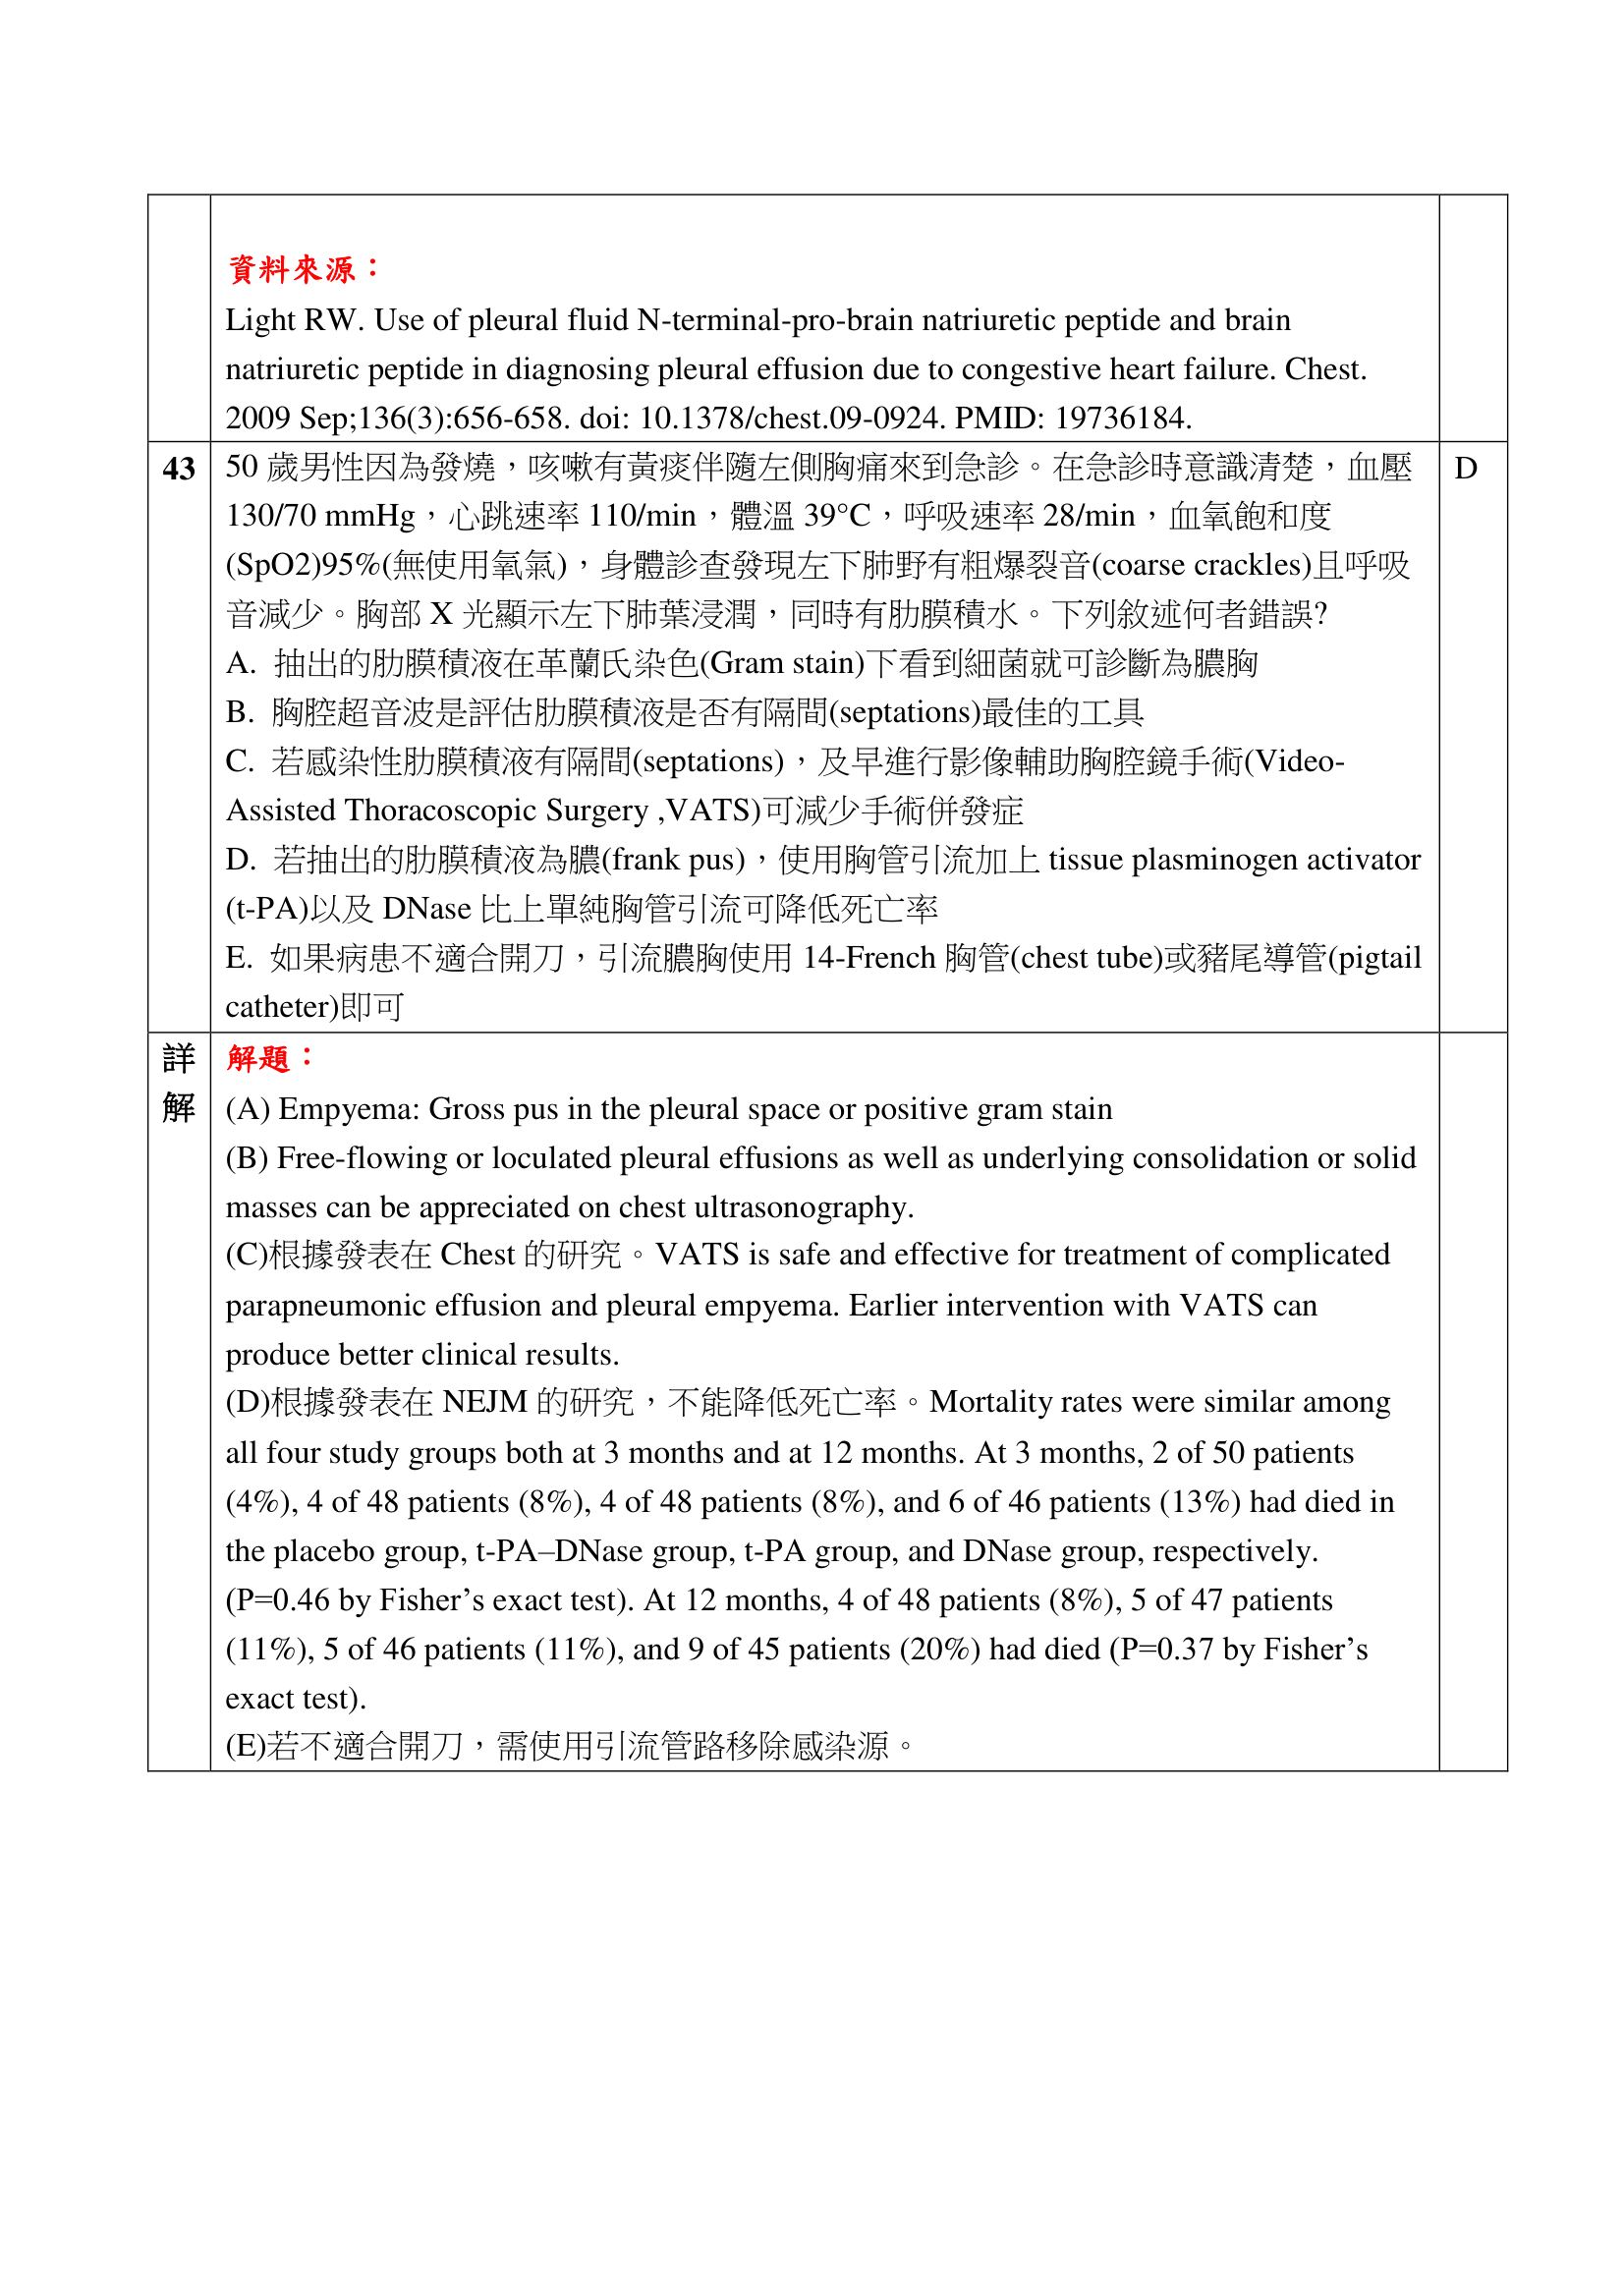 資料來源：
Light RW. Use of pleural fluid N-terminal-pro-brain natriuretic peptide and brain
natriuretic peptide in diagnosing pleural effusion due to congestive heart failure. Chest.
2009 Sep;136(3):656-658. doi: 10.1378/chest.09-0924. PMID: 19736184.
43 50 歲男性因為發燒，咳嗽有黃痰伴隨左側胸痛來到急診。在急診時意識清楚，血壓 D
130/70 mmHg，心跳速率 110/min，體溫 39°C，呼吸速率 28/min，血氧飽和度
(SpO2)95%(無使用氧氣)，身體診查發現左下肺野有粗爆裂音(coarse crackles)且呼吸
音減少。胸部 X 光顯示左下肺葉浸潤，同時有肋膜積水。下列敘述何者錯誤?
A. 抽出的肋膜積液在革蘭氏染色(Gram stain)下看到細菌就可診斷為膿胸
B. 胸腔超音波是評估肋膜積液是否有隔間(septations)最佳的工具
C. 若感染性肋膜積液有隔間(septations)，及早進行影像輔助胸腔鏡手術(Video-
Assisted Thoracoscopic Surgery ,VATS)可減少手術併發症
D. 若抽出的肋膜積液為膿(frank pus)，使用胸管引流加上 tissue plasminogen activator
(t-PA)以及 DNase 比上單純胸管引流可降低死亡率
E. 如果病患不適合開刀，引流膿胸使用 14-French 胸管(chest tube)或豬尾導管(pigtail
catheter)即可
詳 解題：
解 (A) Empyema: Gross pus in the pleural space or positive gram stain
(B) Free-flowing or loculated pleural effusions as well as underlying consolidation or solid
masses can be appreciated on chest ultrasonography.
(C)根據發表在 Chest 的研究。VATS is safe and effective for treatment of complicated
parapneumonic effusion and pleural empyema. Earlier intervention with VATS can
produce better clinical results.
(D)根據發表在 NEJM 的研究，不能降低死亡率。Mortality rates were similar among
all four study groups both at 3 months and at 12 months. At 3 months, 2 of 50 patients
(4%), 4 of 48 patients (8%), 4 of 48 patients (8%), and 6 of 46 patients (13%) had died in
the placebo group, t-PA–DNase group, t-PA group, and DNase group, respectively.
(P=0.46 by Fisher’s exact test). At 12 months, 4 of 48 patients (8%), 5 of 47 patients
(11%), 5 of 46 patients (11%), and 9 of 45 patients (20%) had died (P=0.37 by Fisher’s
exact test).
(E)若不適合開刀，需使用引流管路移除感染源。